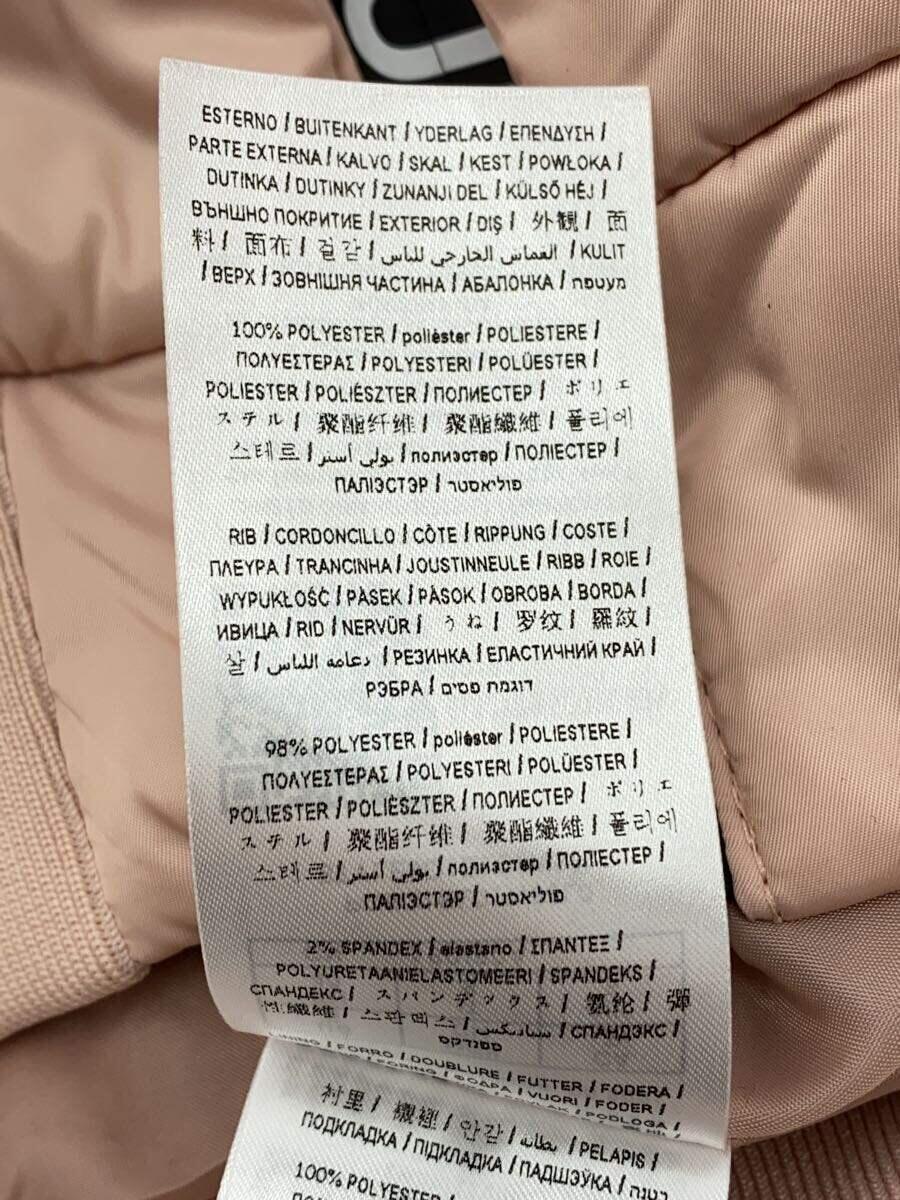 ESTERNO / BUITENKANT / YDERLAG / ΕΠΕΝΔΥΣΗ /
PARTE EXTERNA / KALVO / SKAL / KEST / POWŁOKA /
DUTINKA / DUTINKY / ZUNANJI DEL / KÜLSŐ HÉJ /
ВЪНШНО ПОКРИТИЕ / EXTERIOR / DIŞ / 外観 / 面
料 / 面布 / 겉감 / القماش الخارجي للباس / KULIT
/ ВЕРХ / ЗОВНІШНЯ ЧАСТИНА / АБАЛОНКА / מעטפת
100% POLYESTER / poliéster / POLIESTERE /
ΠΟΛΥΕΣΤΕΡΑΣ / POLYESTERI / POLÜESTER /
POLIESTER / POLIÉSZTER / ПОЛИЕСТЕР / ポリエ
ステル / 聚酯纤维 / 聚酯纖維 / 폴리에
스테르 / بولي أستر / полиэстер / ПОЛІЕСТЕР /
ПАЛІЭСТЭР / פוליאסטר
RIB / CORDONCILLO / CÔTE / RIPPUNG / COSTE /
ΠΛΕΥΡΑ / TRANCINHA / JOUSTINNEULE / RIBB / ROIE /
WYPUKŁOŚĆ / PÁSEK / PÁSOK / OBROBA / BORDA /
ИВИЦА / RID / NERVÜR / うね / 罗纹 / 羅紋 /
살 / دعامه اللباس / РЕЗИНКА / ЕЛАСТИЧНИЙ КРАЙ /
РЭБРА / דוגמת פסים
98% POLYESTER / poliéster / POLIESTERE /
ΠΟΛΥΕΣΤΕΡΑΣ / POLYESTERI / POLÜESTER /
POLIESTER / POLIÉSZTER / ПОЛИЕСТЕР / ポリエ
ステル / 聚酯纤维 / 聚酯纖維 / 폴리에
스테르 / بولي أستر / полиэстер / ПОЛІЕСТЕР /
ПАЛІЭСТЭР / פוליאסטר
2% SPANDEX / elastano / ΣΠΑΝΤΕΞ /
POLYURETAANIELASTOMEERI / SPANDEKS /
СПАНДЕКС / スパンデックス / 氨纶 / 彈
性纖維 / 스판덱스 / سباندكس / СПАНДЭКС /
ספנדקס
LINING / FORRO / DOUBLURE / FUTTER / FODERA /
FORING / ΦΟΔΡΑ / VUORI / FODER /
PODLOGA /
衬里 / 襯裡 / 안감 / بطانه / PELAPIS /
ПОДКЛАДКА / ПІДКЛАДКА / ПАДШЭЎКА /
100% POLYESTER /